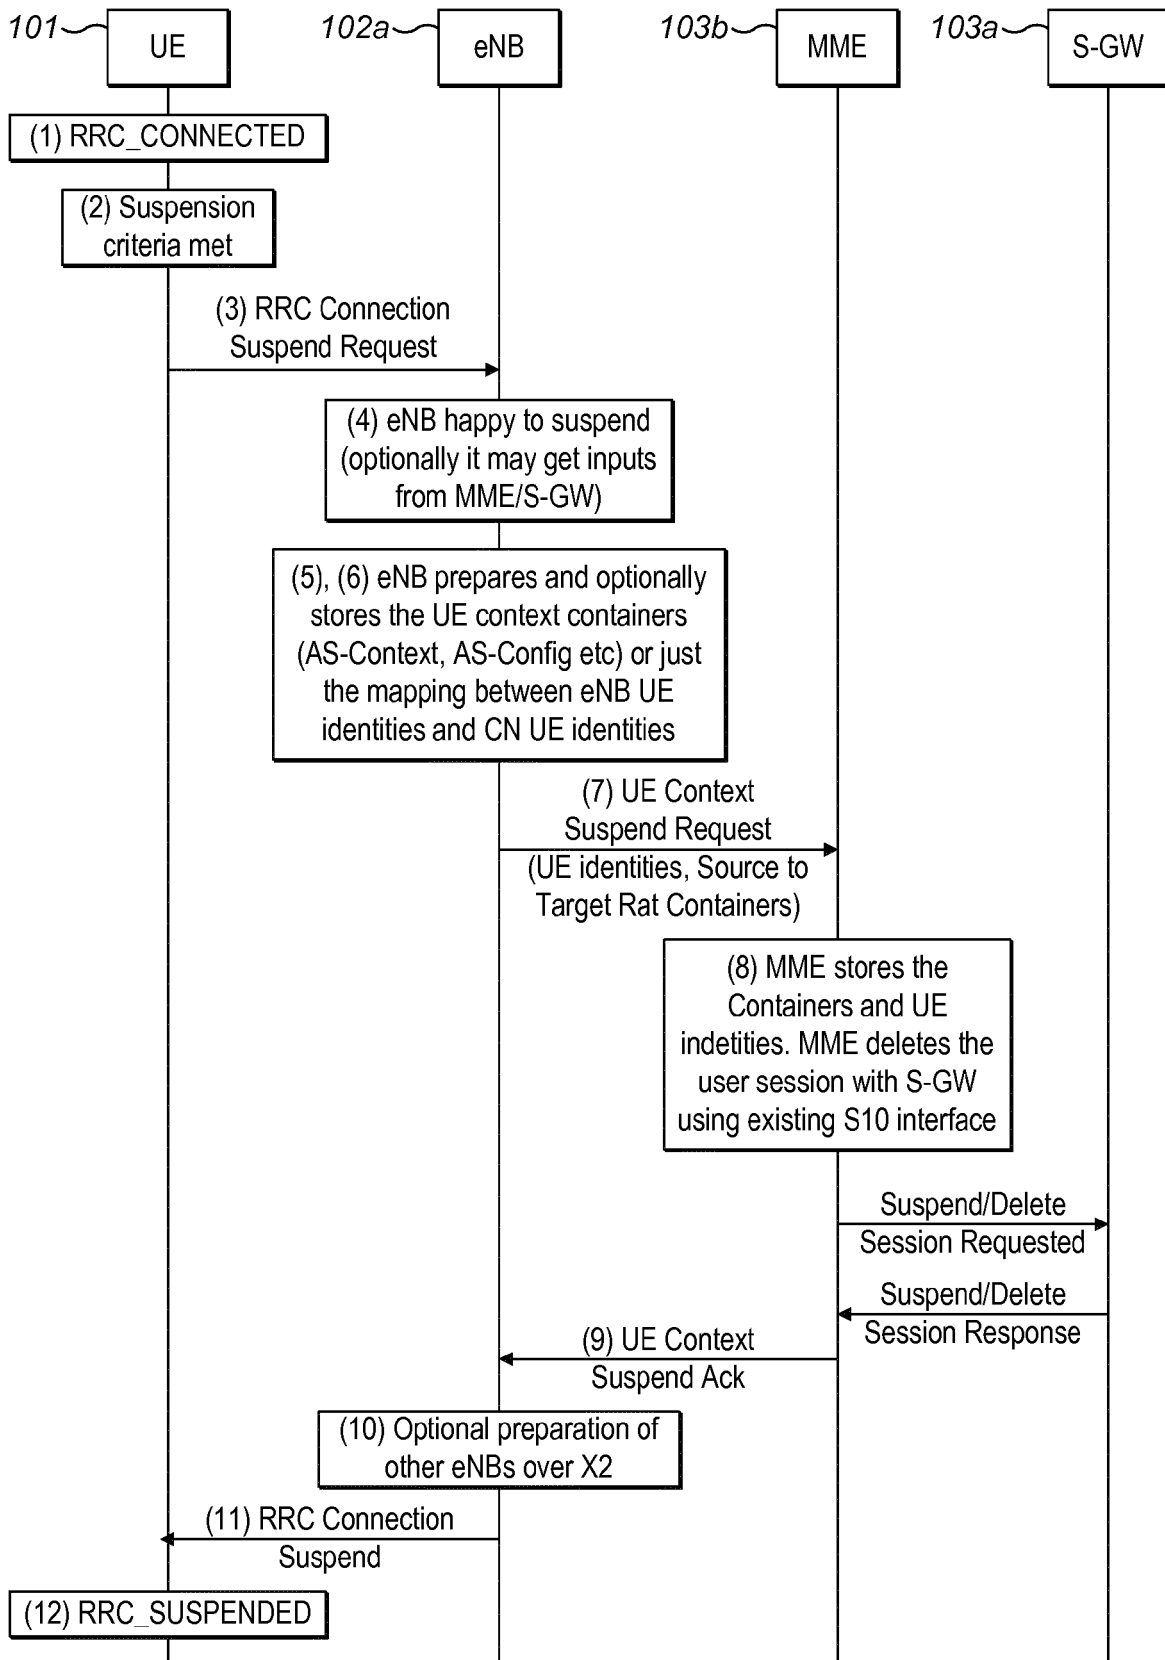 101
UE
102a
eNB
103b
MME
103a
S-GW
(1) RRC_CONNECTED
(2) Suspension
criteria met
(3) RRC Connection
Suspend Request
(4) eNB happy to suspend
(optionally it may get inputs
from MME/S-GW)
(5), (6) eNB prepares and optionally
stores the UE context containers
(AS-Context, AS-Config etc) or just
the mapping between eNB UE
identities and CN UE identities
(7) UE Context
Suspend Request
(UE identities, Source to
Target Rat Containers)
(8) MME stores the
Containers and UE
indetities. MME deletes the
user session with S-GW
using existing S10 interface
Suspend/Delete
Session Requested
Suspend/Delete
Session Response
(9) UE Context
Suspend Ack
(10) Optional preparation of
other eNBs over X2
(11) RRC Connection
Suspend
(12) RRC_SUSPENDED